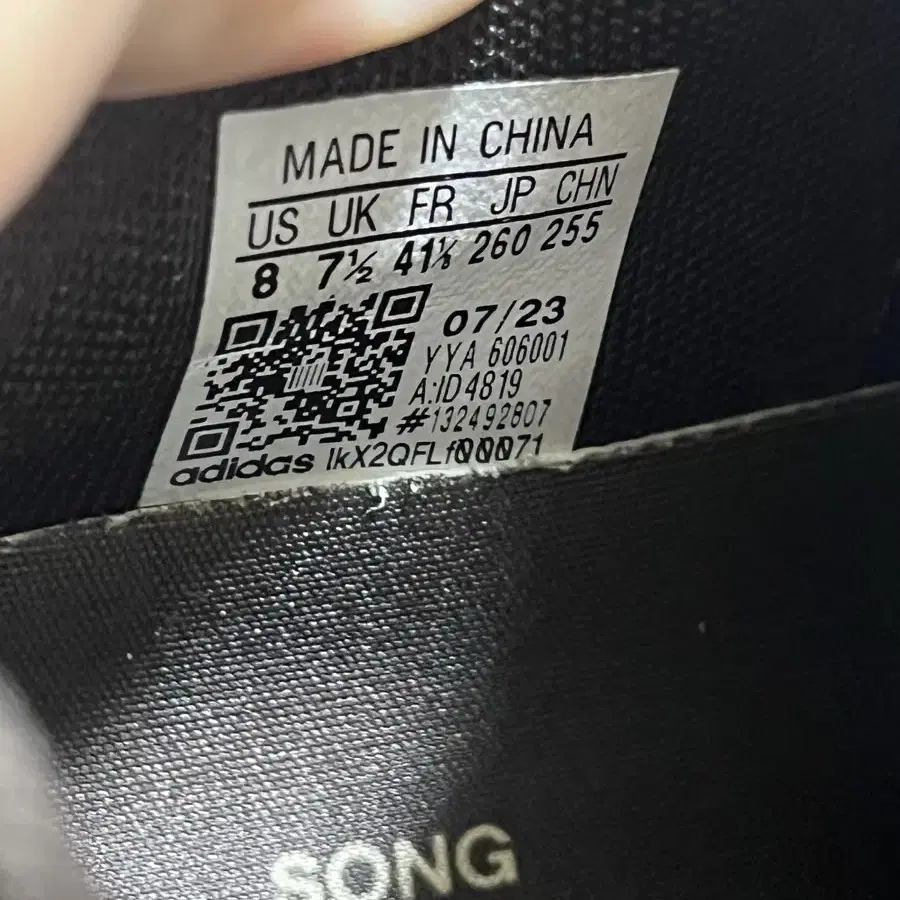 MADE IN CHINA
US UK FR JP CHN
8 7½ 41⅓ 260 255
07/23
YYA 606001
A:ID4819
#132492807
adidas IkX2QFLf00071
SONG